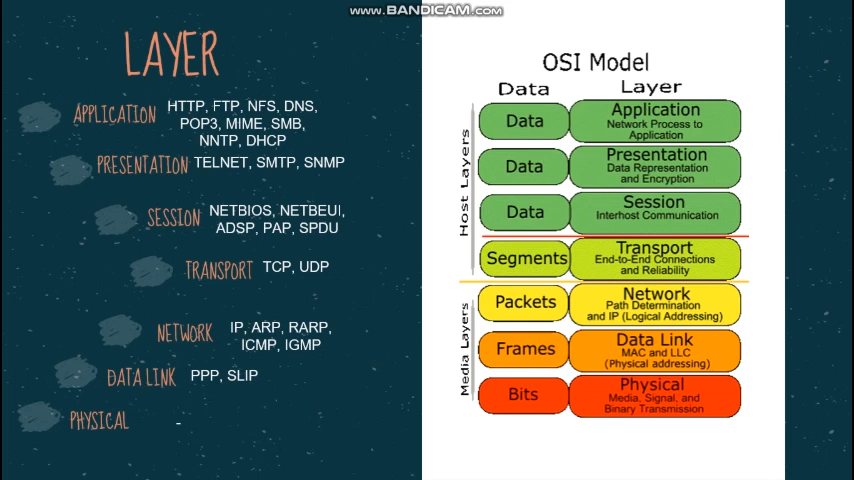 www.BANDICAM.com
LAYER
APPLICATION
HTTP, FTP, NFS, DNS,
POP3, MIME, SMB,
NNTP, DHCP
PRESENTATION
TELNET, SMTP, SNMP
SESSION
NETBIOS, NETBEUI,
ADSP, PAP, SPDU
TRANSPORT
TCP, UDP
NETWORK
IP, ARP, RARP,
ICMP, IGMP
DATA LINK
PPP, SLIP
PHYSICAL
-
OSI Model
Data
Layer
Host Layers
Data
Application
Network Process to
Application
Data
Presentation
Data Representation
and Encryption
Data
Session
Interhost Communication
Segments
Transport
End-to-End Connections
and Reliability
Media Layers
Packets
Network
Path Determination
and IP (Logical Addressing)
Frames
Data Link
MAC and LLC
(Physical addressing)
Bits
Physical
Media, Signal, and
Binary Transmission